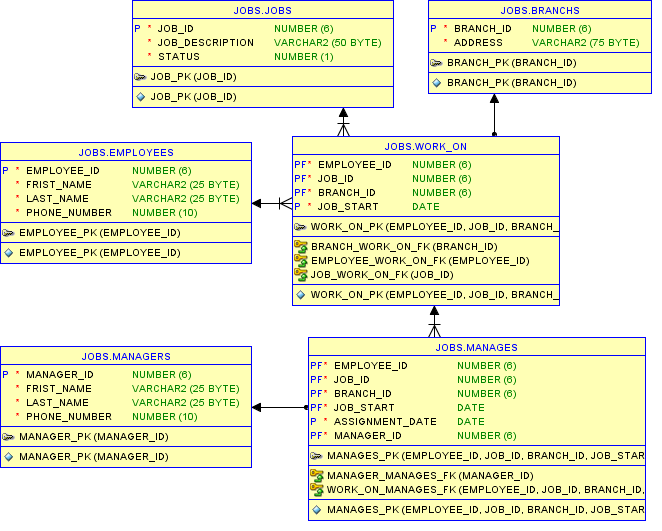 JOBS.JOBS
P * JOB_ID NUMBER (6)
* JOB_DESCRIPTION VARCHAR2 (50 BYTE)
* STATUS NUMBER (1)
JOB_PK (JOB_ID)
JOB_PK (JOB_ID)
JOBS.BRANCHS
P * BRANCH_ID NUMBER (6)
* ADDRESS VARCHAR2 (75 BYTE)
BRANCH_PK (BRANCH_ID)
BRANCH_PK (BRANCH_ID)
JOBS.EMPLOYEES
P * EMPLOYEE_ID NUMBER (6)
* FRIST_NAME VARCHAR2 (25 BYTE)
* LAST_NAME VARCHAR2 (25 BYTE)
* PHONE_NUMBER NUMBER (10)
EMPLOYEE_PK (EMPLOYEE_ID)
EMPLOYEE_PK (EMPLOYEE_ID)
JOBS.WORK_ON
PF* EMPLOYEE_ID NUMBER (6)
PF* JOB_ID NUMBER (6)
PF* BRANCH_ID NUMBER (6)
P * JOB_START DATE
WORK_ON_PK (EMPLOYEE_ID, JOB_ID, BRANCH_
BRANCH_WORK_ON_FK (BRANCH_ID)
EMPLOYEE_WORK_ON_FK (EMPLOYEE_ID)
JOB_WORK_ON_FK (JOB_ID)
WORK_ON_PK (EMPLOYEE_ID, JOB_ID, BRANCH_
JOBS.MANAGERS
P * MANAGER_ID NUMBER (6)
* FRIST_NAME VARCHAR2 (25 BYTE)
* LAST_NAME VARCHAR2 (25 BYTE)
* PHONE_NUMBER NUMBER (10)
MANAGER_PK (MANAGER_ID)
MANAGER_PK (MANAGER_ID)
JOBS.MANAGES
PF* EMPLOYEE_ID NUMBER (6)
PF* JOB_ID NUMBER (6)
PF* BRANCH_ID NUMBER (6)
PF* JOB_START DATE
P * ASSIGNMENT_DATE DATE
PF* MANAGER_ID NUMBER (6)
MANAGES_PK (EMPLOYEE_ID, JOB_ID, BRANCH_ID, JOB_STAR
MANAGER_MANAGES_FK (MANAGER_ID)
WORK_ON_MANAGES_FK (EMPLOYEE_ID, JOB_ID, BRANCH_ID,
MANAGES_PK (EMPLOYEE_ID, JOB_ID, BRANCH_ID, JOB_STAR